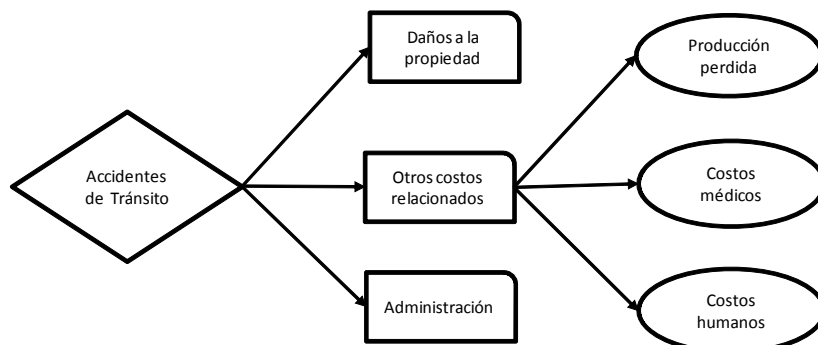 Accidentes
de Tránsito
Daños a la
propiedad
Otros costos
relacionados
Administración
Producción
perdida
Costos
médicos
Costos
humanos